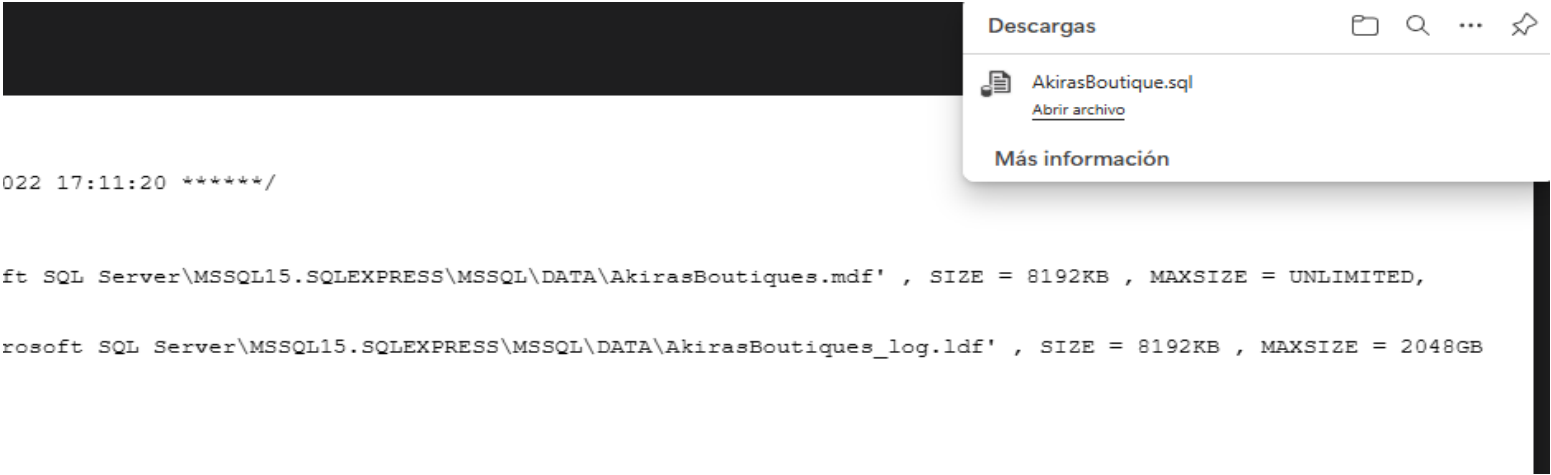 Descargas
AkirasBoutique.sql
Abrir archivo
Más información
022 17:11:20 ******/
ft SQL Server\MSSQL15.SQLEXPRESS\MSSQL\DATA\AkirasBoutiques.mdf' , SIZE = 8192KB , MAXSIZE = UNLIMITED,
rosoft SQL Server\MSSQL15.SQLEXPRESS\MSSQL\DATA\AkirasBoutiques_log.ldf' , SIZE = 8192KB , MAXSIZE = 2048GB